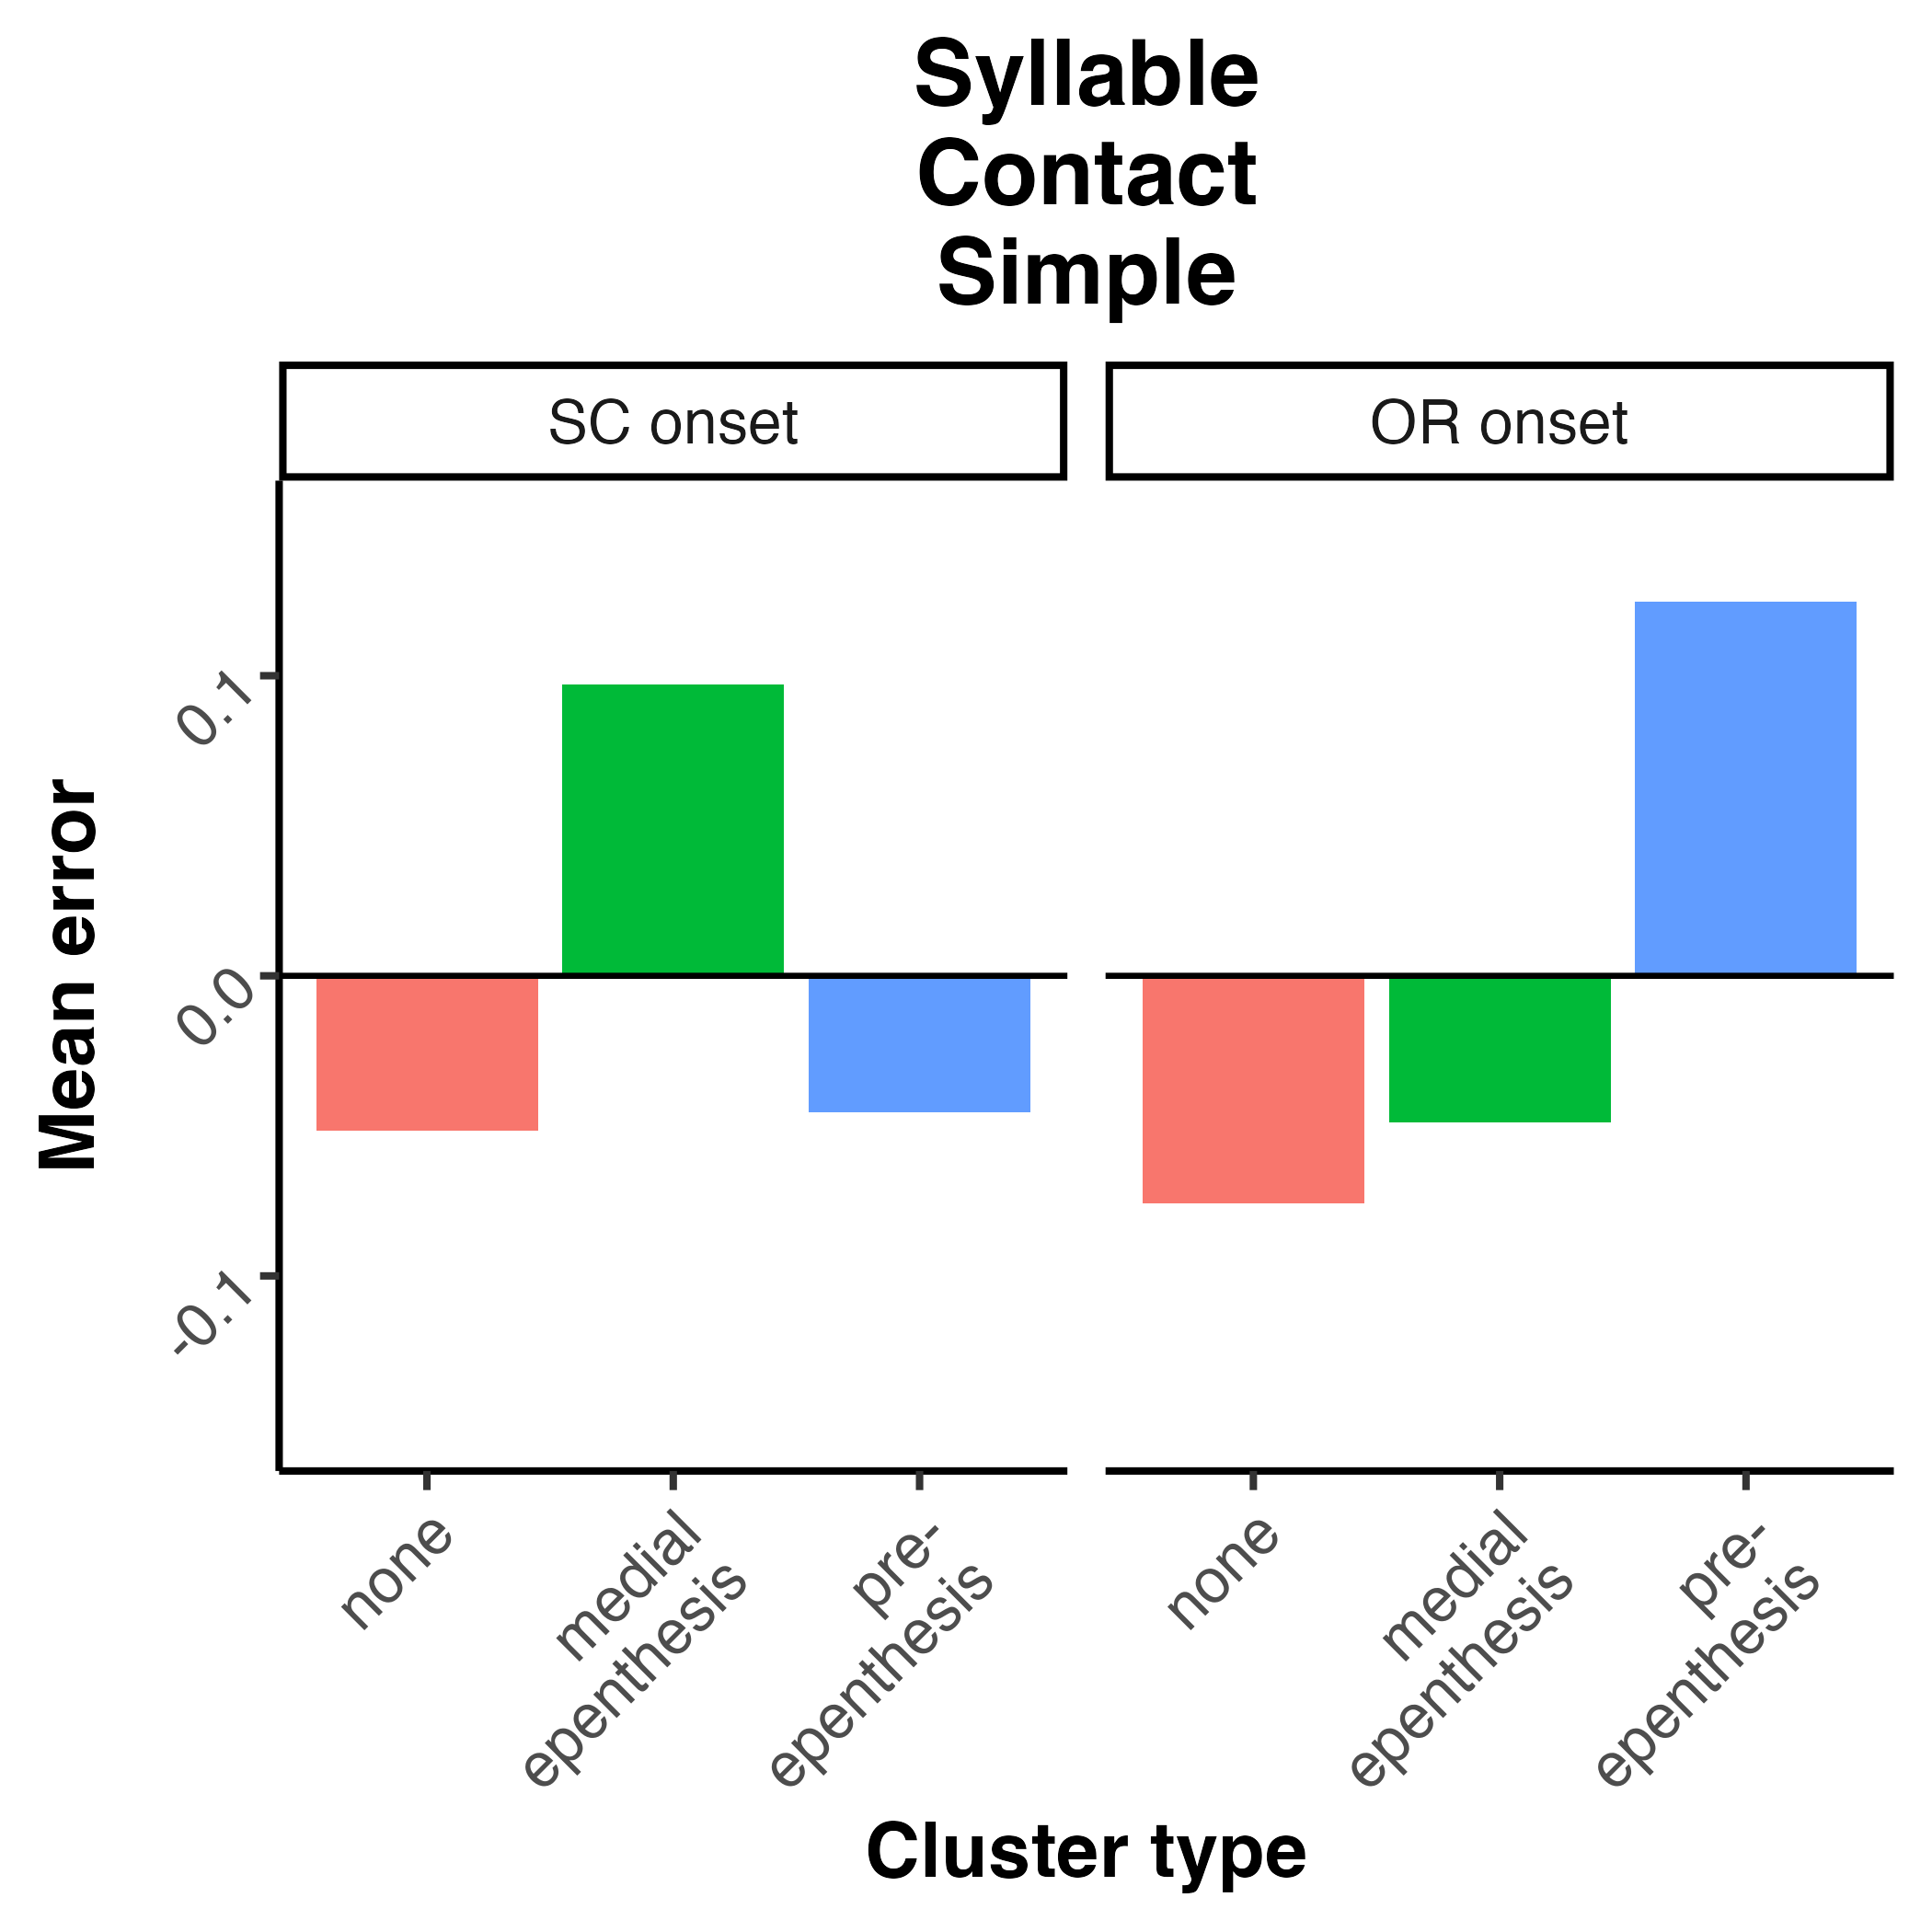 Syllable
Contact
Simple
SC onset
OR onset
Mean error
0.1
0.0
-0.1
none
medial
epenthesis
pre-
epenthesis
none
medial
epenthesis
pre-
epenthesis
Cluster type